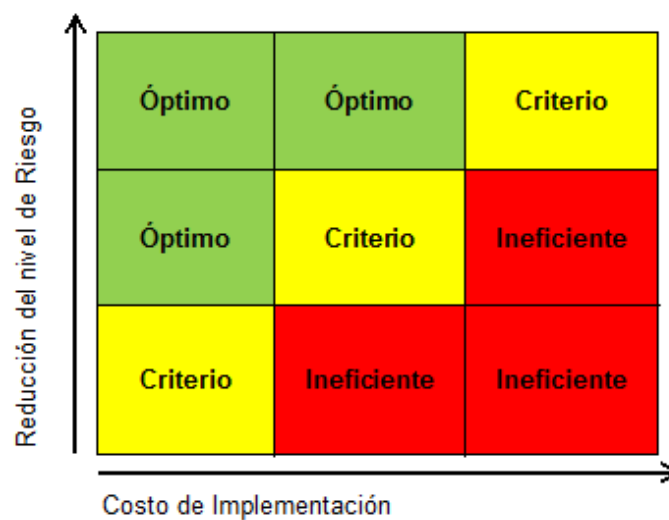 Reducción del nivel de Riesgo
Óptimo Óptimo Criterio
Óptimo Criterio Ineficiente
Criterio Ineficiente Ineficiente
Costo de Implementación